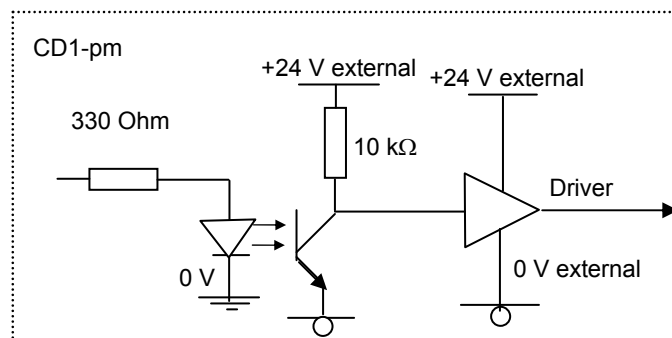 CD1-pm
+24 V external
+24 V external
330 Ohm
10 kΩ
Driver
0 V
0 V external